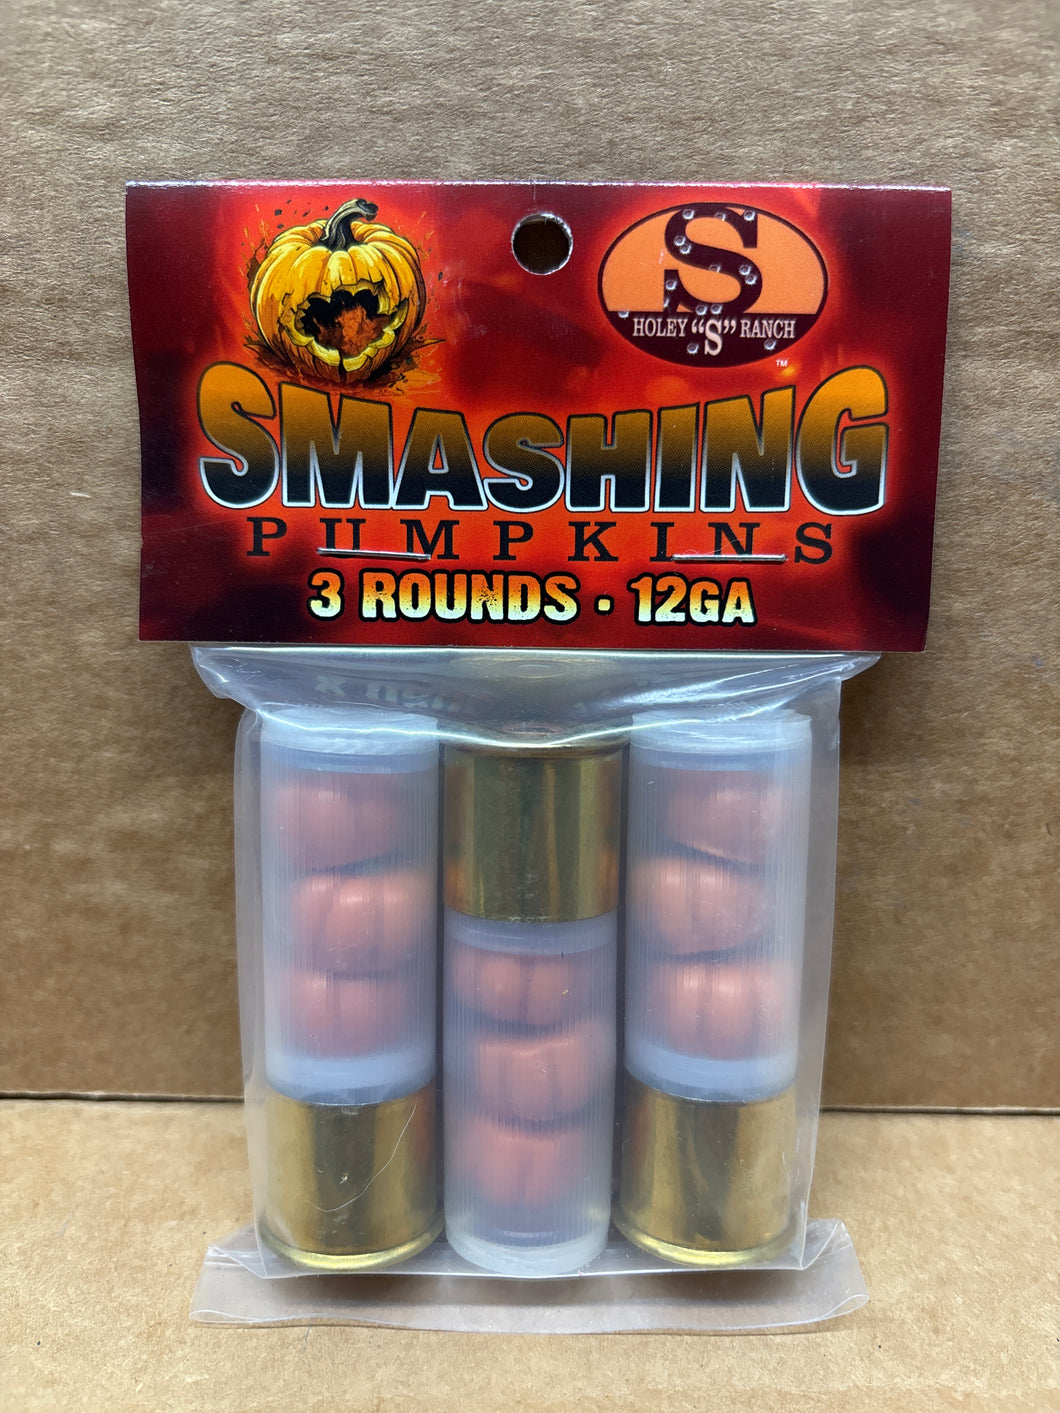 S
HOLEY "S" RANCH
TM
SMASHING
PUMPKINS
3 ROUNDS · 12GA